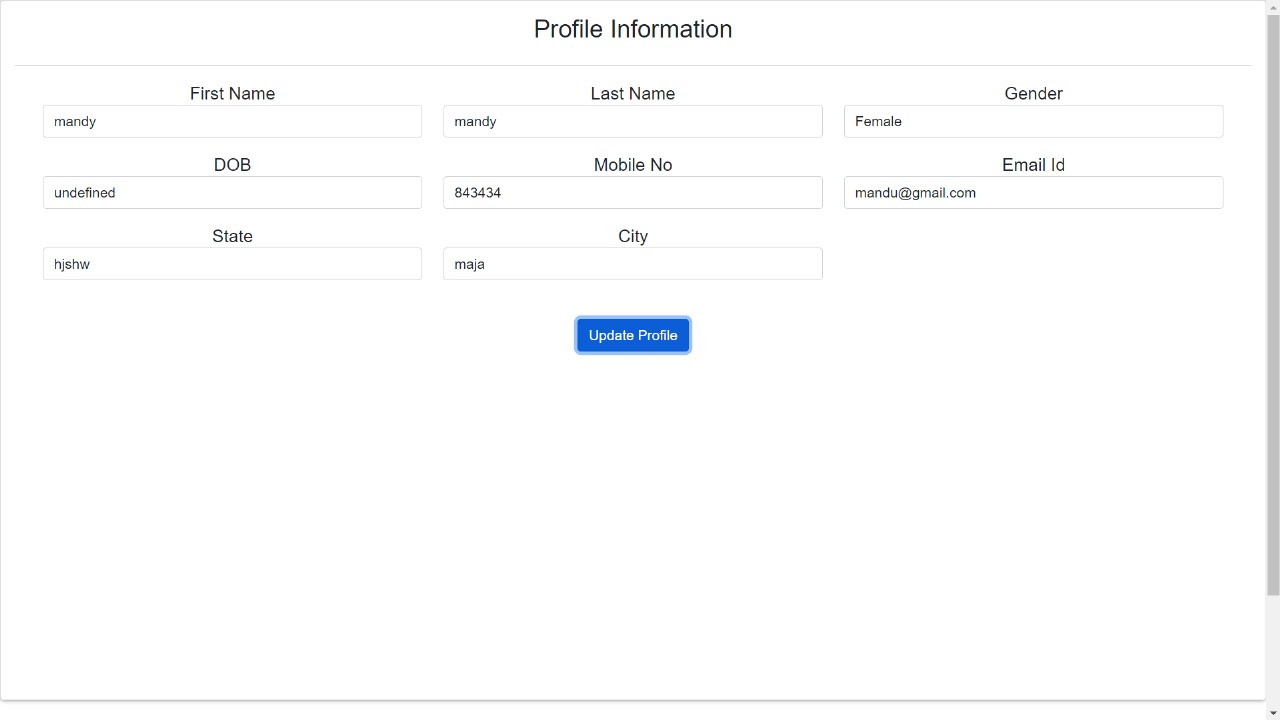 Profile Information
First Name Last Name Gender
mandy mandy Female
DOB Mobile No Email Id
undefined 843434 mandu@gmail.com
State City
hjshw maja
Update Profile